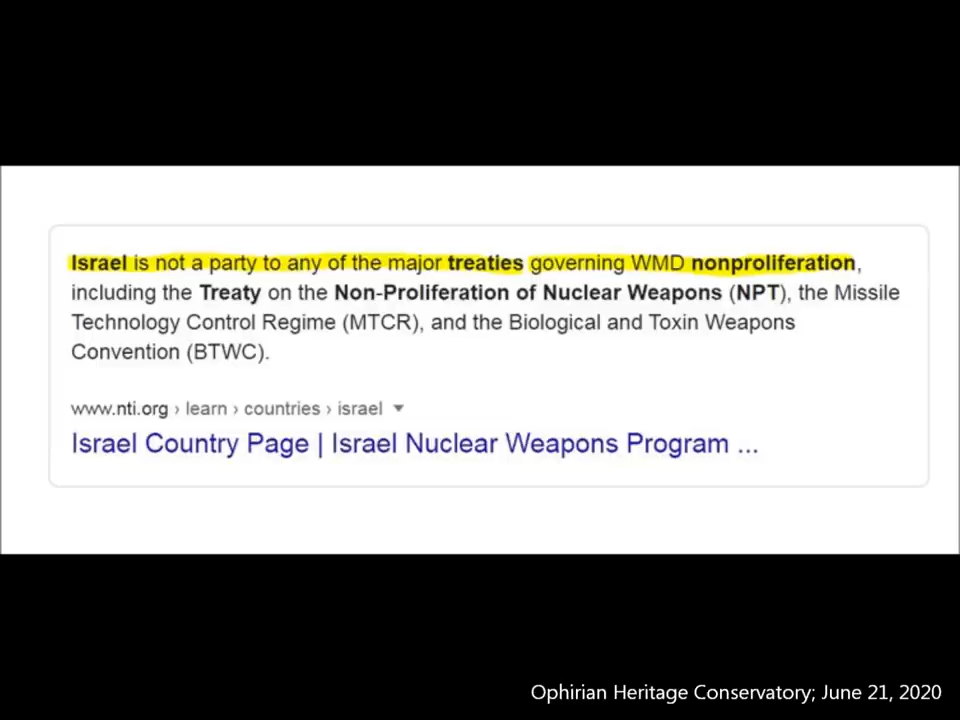 Israel is not a party to any of the major treaties governing WMD nonproliferation,
including the Treaty on the Non-Proliferation of Nuclear Weapons (NPT), the Missile
Technology Control Regime (MTCR), and the Biological and Toxin Weapons
Convention (BTWC).
www.nti.org › learn › countries › israel
Israel Country Page | Israel Nuclear Weapons Program ...
Ophirian Heritage Conservatory; June 21, 2020